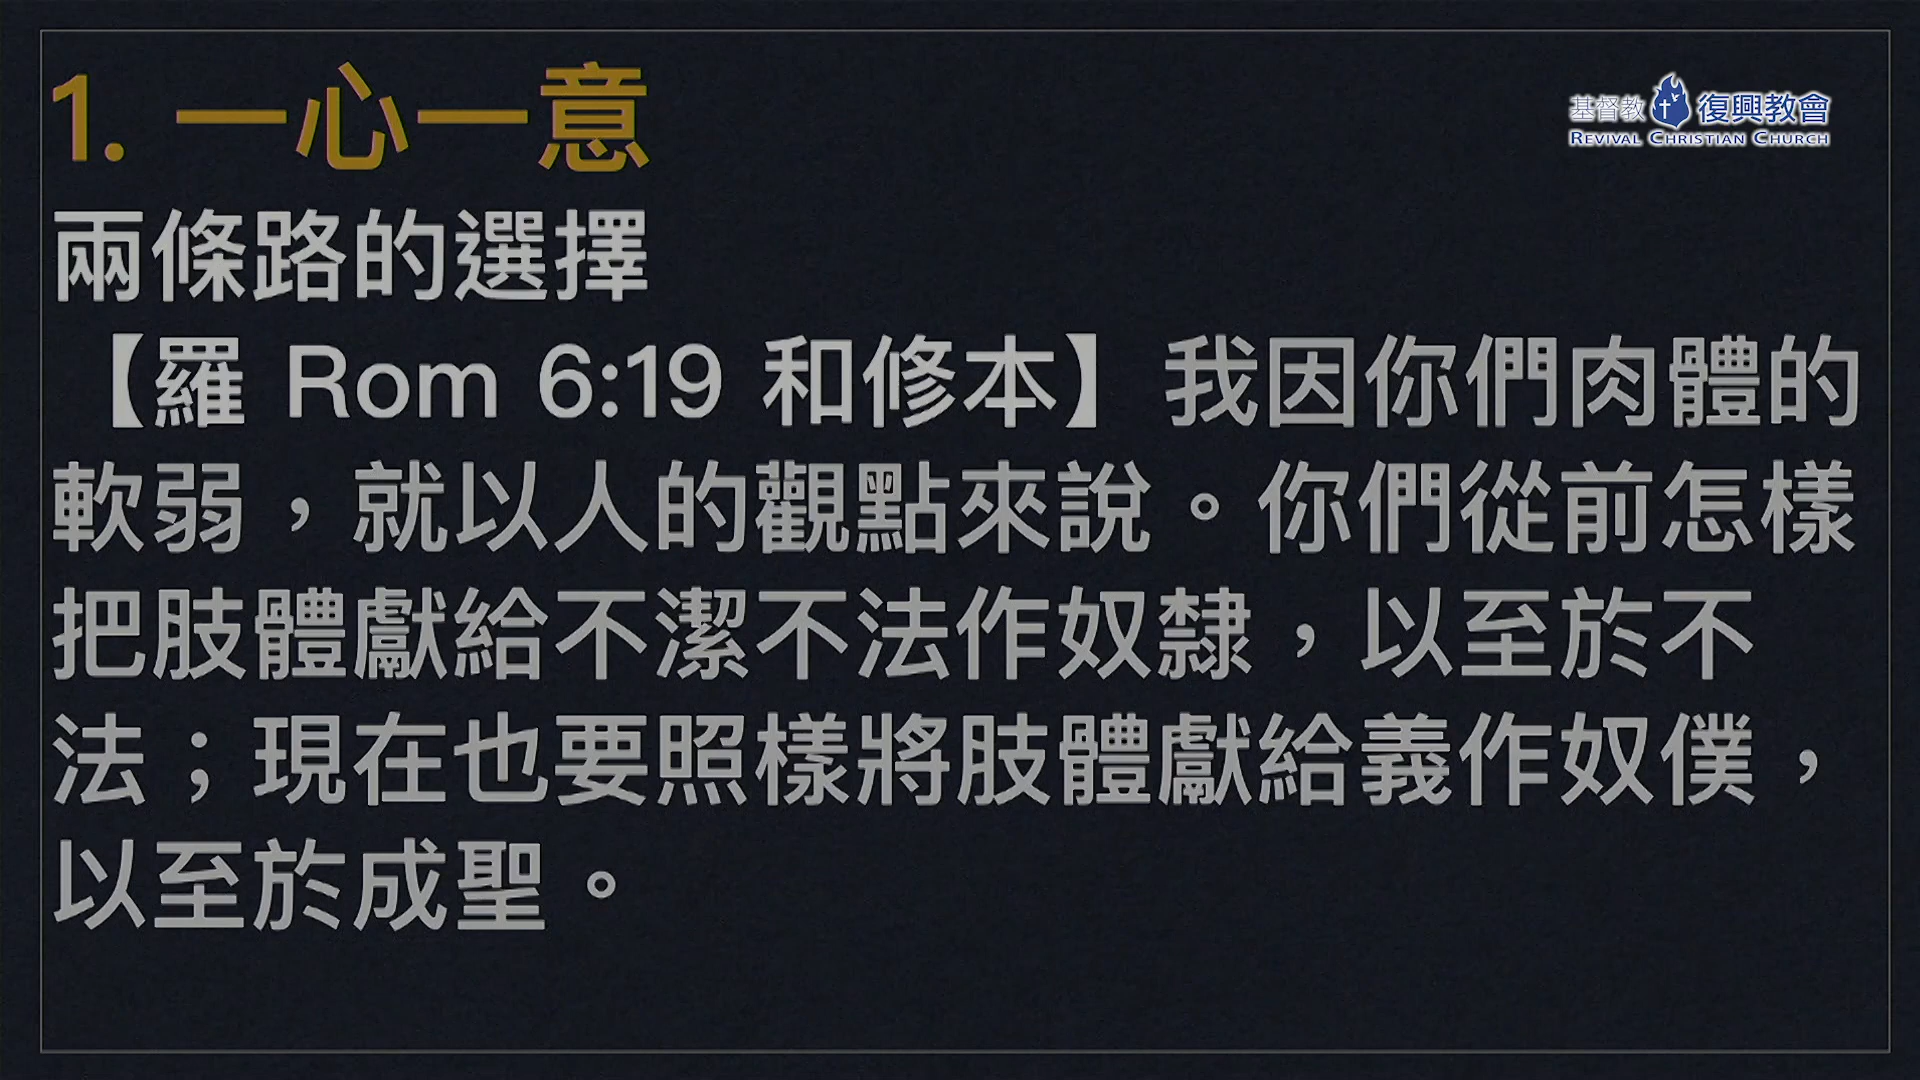 1. 一心一意
基督教 復興教會
REVIVAL CHRISTIAN CHURCH
兩條路的選擇
【羅 Rom 6:19 和修本】我因你們肉體的
軟弱，就以人的觀點來說。你們從前怎樣
把肢體獻給不潔不法作奴隸，以至於不
法；現在也要照樣將肢體獻給義作奴僕，
以至於成聖。